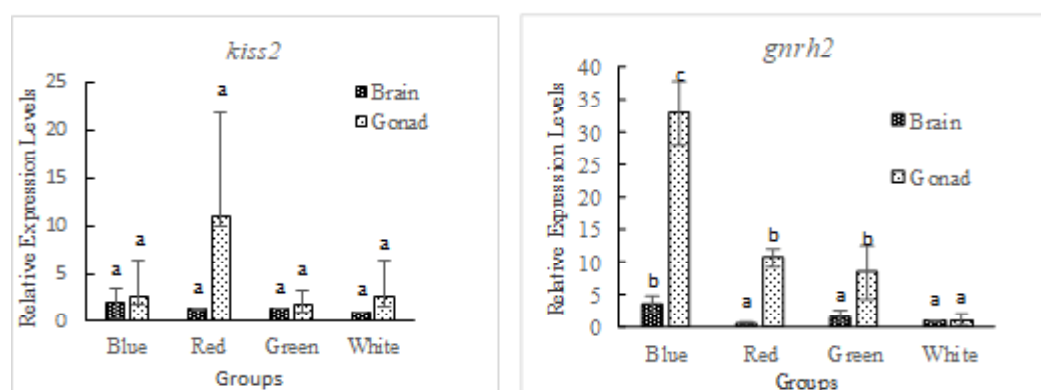 kiss2
Relative Expression Levels
25
20
15
10
5
0
Brain
Gonad
a a a a a a a a
Blue Red Green White
Groups
gnrh2
Relative Expression Levels
40
35
30
25
20
15
10
5
0
Brain
Gonad
b c a b a b a a
Blue Red Green White
Groups